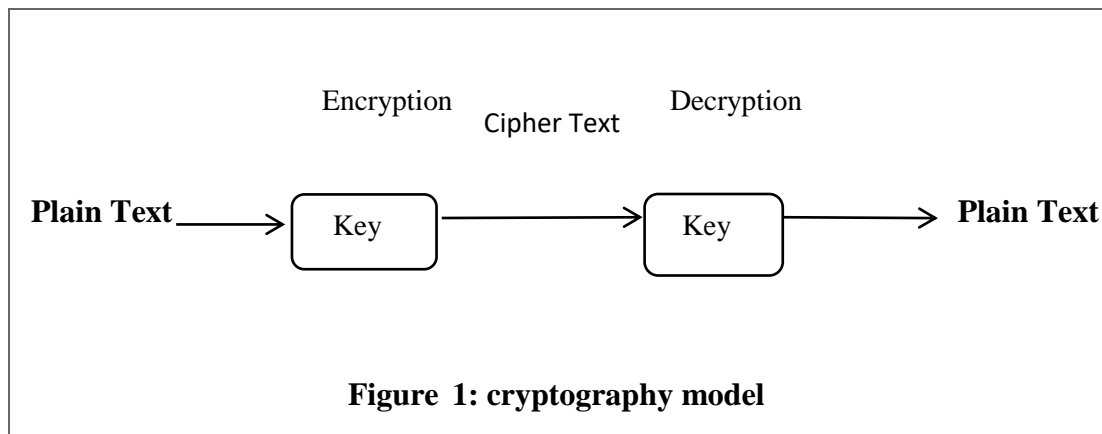 Encryption
Decryption
Cipher Text
Plain Text
Key
Key
Plain Text
Figure 1: cryptography model